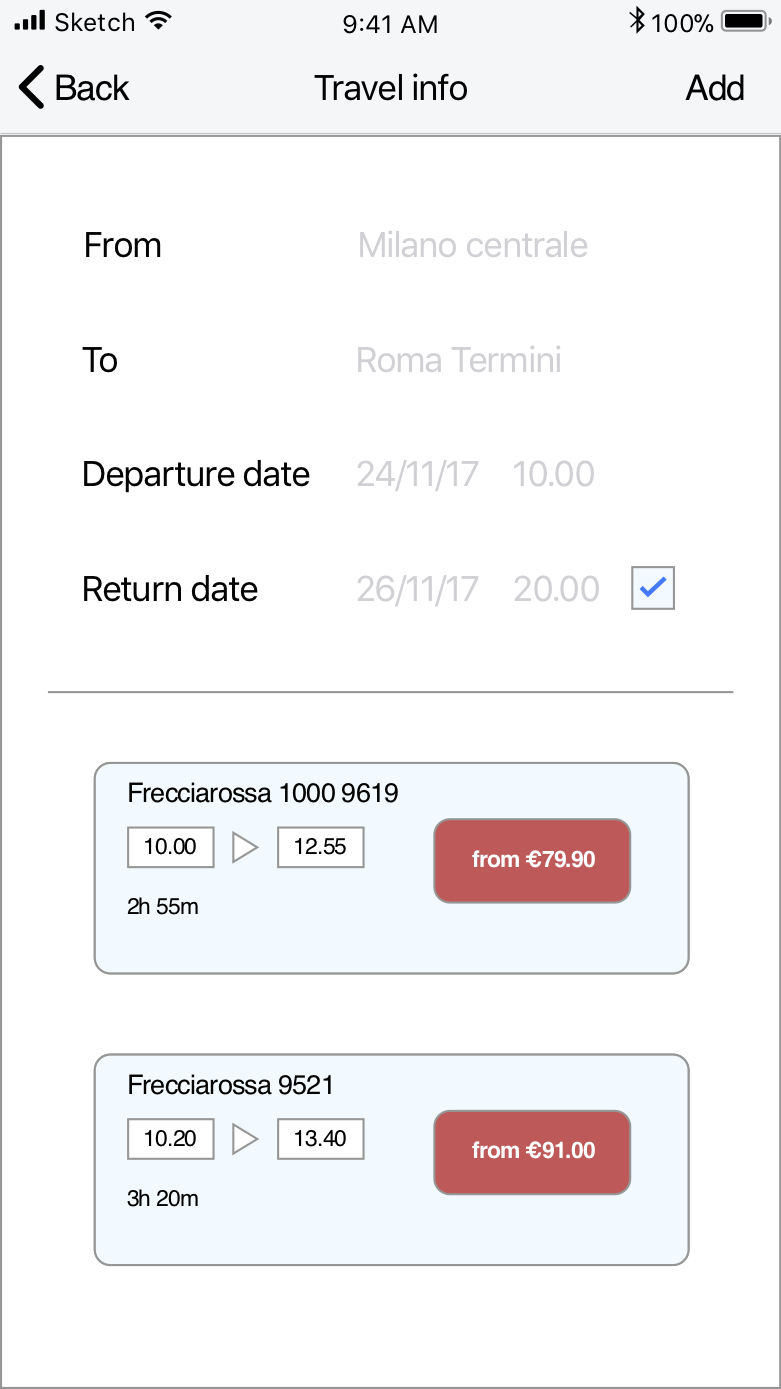 Sketch 9:41 AM 100%
Back Travel info Add
From Milano centrale
To Roma Termini
Departure date 24/11/17 10.00
Return date 26/11/17 20.00
Frecciarossa 1000 9619
10.00 12.55
from €79.90
2h 55m
Frecciarossa 9521
10.20 13.40
from €91.00
3h 20m